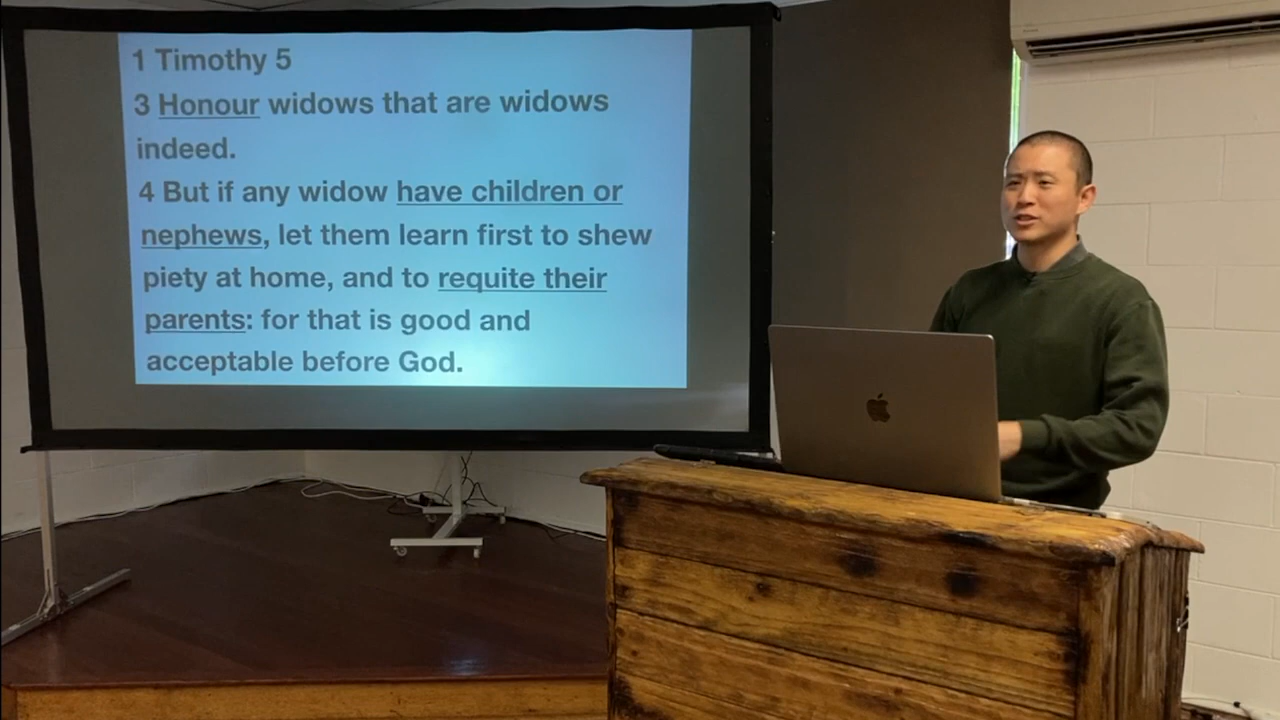 1 Timothy 5
3 Honour widows that are widows
indeed.
4 But if any widow have children or
nephews, let them learn first to shew
piety at home, and to requite their
parents: for that is good and
acceptable before God.